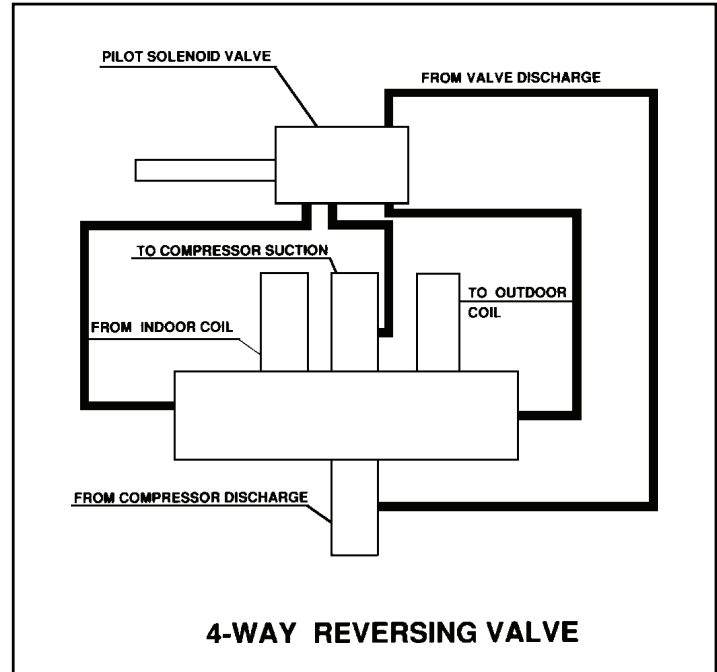 PILOT SOLENOID VALVE
FROM VALVE DISCHARGE
TO COMPRESSOR SUCTION
TO OUTDOOR
COIL
FROM INDOOR COIL
FROM COMPRESSOR DISCHARGE
4-WAY REVERSING VALVE